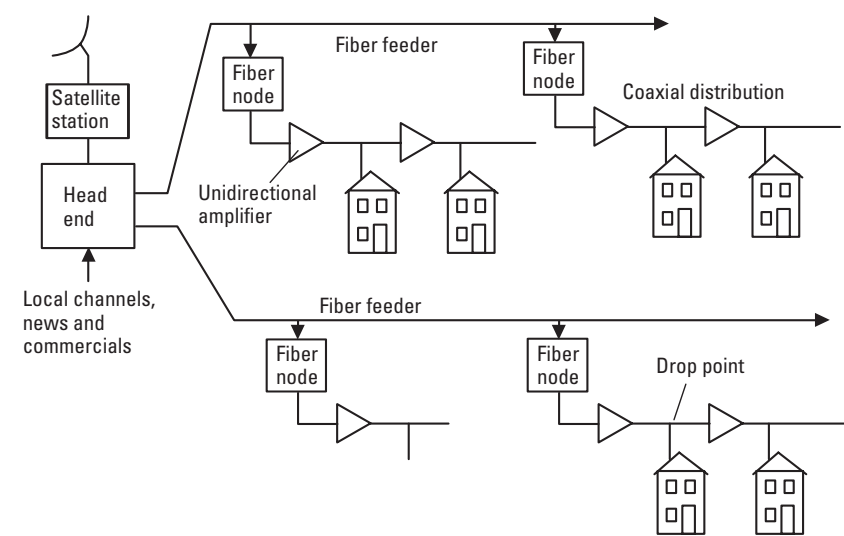 Fiber feeder
Fiber
node
Fiber
node
Satellite
station
Coaxial distribution
Head
end
Unidirectional
amplifier
Local channels,
news and
commercials
Fiber feeder
Fiber
node
Fiber
node
Drop point